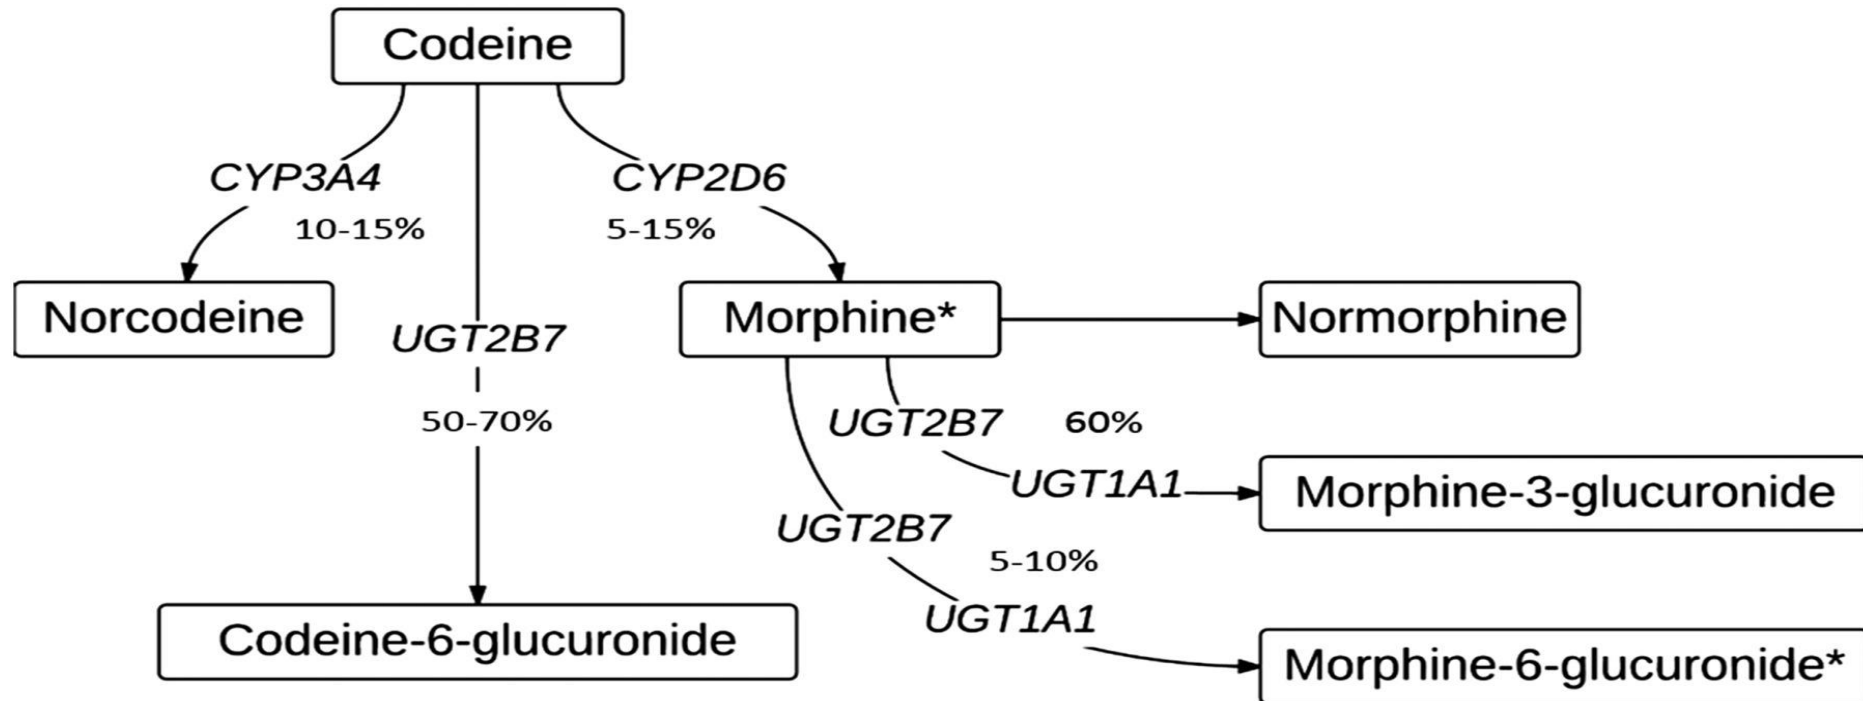 Codeine
CYP3A4
CYP2D6
10-15%
5-15%
Norcodeine
Morphine*
Normorphine
UGT2B7
50-70%
UGT2B7
60%
UGT1A1
Morphine-3-glucuronide
UGT2B7
5-10%
UGT1A1
Codeine-6-glucuronide
Morphine-6-glucuronide*